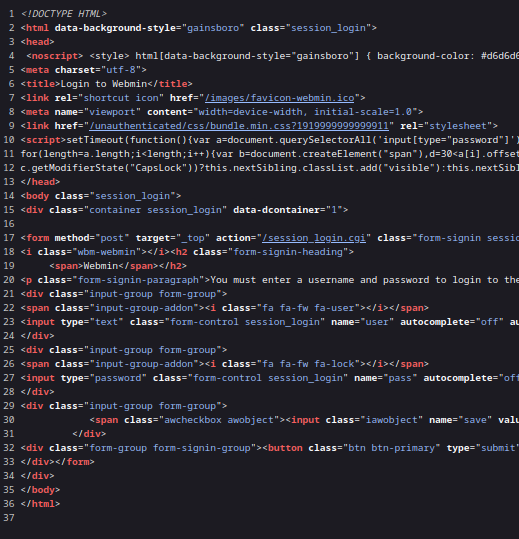 1 <!DOCTYPE HTML>
2 <html data-background-style="gainsboro" class="session_login">
3 <head>
4 <noscript> <style> html[data-background-style="gainsboro"] { background-color: #d6d6d6
5 <meta charset="utf-8">
6 <title>Login to Webmin</title>
7 <link rel="shortcut icon" href="/images/favicon-webmin.ico">
8 <meta name="viewport" content="width=device-width, initial-scale=1.0">
9 <link href="/unauthenticated/css/bundle.min.css?1919999999999911" rel="stylesheet">
10 <script>setTimeout(function(){var a=document.querySelectorAll('input[type="password"]')
11 for(length=a.length;i<length;i++){var b=document.createElement("span"),d=30<a[i].offset
12 c.getModifierState("CapsLock"))?this.nextSibling.classList.add("visible"):this.nextSibl
13 </head>
14 <body class="session_login">
15 <div class="container session_login" data-dcontainer="1">
16
17 <form method="post" target="_top" action="/session_login.cgi" class="form-signin sessio
18 <i class="wbm-webmin"></i><h2 class="form-signin-heading">
19 <span>Webmin</span></h2>
20 <p class="form-signin-paragraph">You must enter a username and password to login to the
21 <div class="input-group form-group">
22 <span class="input-group-addon"><i class="fa fa-fw fa-user"></i></span>
23 <input type="text" class="form-control session_login" name="user" autocomplete="off" au
24 </div>
25 <div class="input-group form-group">
26 <span class="input-group-addon"><i class="fa fa-fw fa-lock"></i></span>
27 <input type="password" class="form-control session_login" name="pass" autocomplete="off
28 </div>
29 <div class="input-group form-group">
30 <span class="awcheckbox awobject"><input class="iawobject" name="save" valu
31 </div>
32 <div class="form-group form-signin-group"><button class="btn btn-primary" type="submit"
33 </div></form>
34 </div>
35 </body>
36 </html>
37